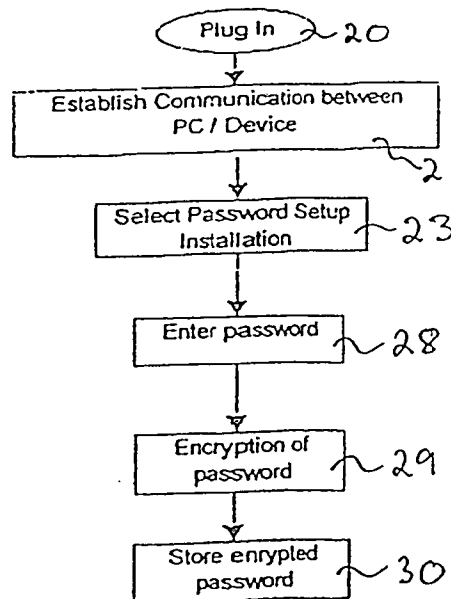 Plug In 20
Establish Communication between
PC / Device
2
Select Password Setup
Installation
23
Enter password
28
Encryption of
password
29
Store enrypted
password
30